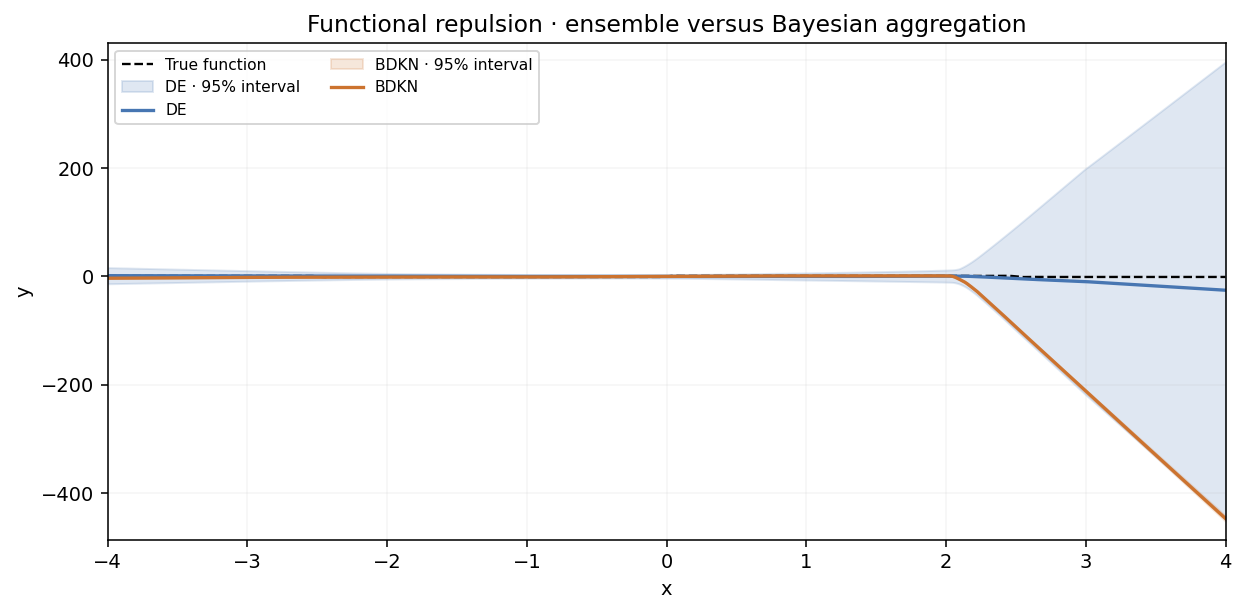 Functional repulsion · ensemble versus Bayesian aggregation
True function
DE · 95% interval
DE
BDKN · 95% interval
BDKN
400
200
0
−200
−400
y
−4
−3
−2
−1
0
1
2
3
4
x